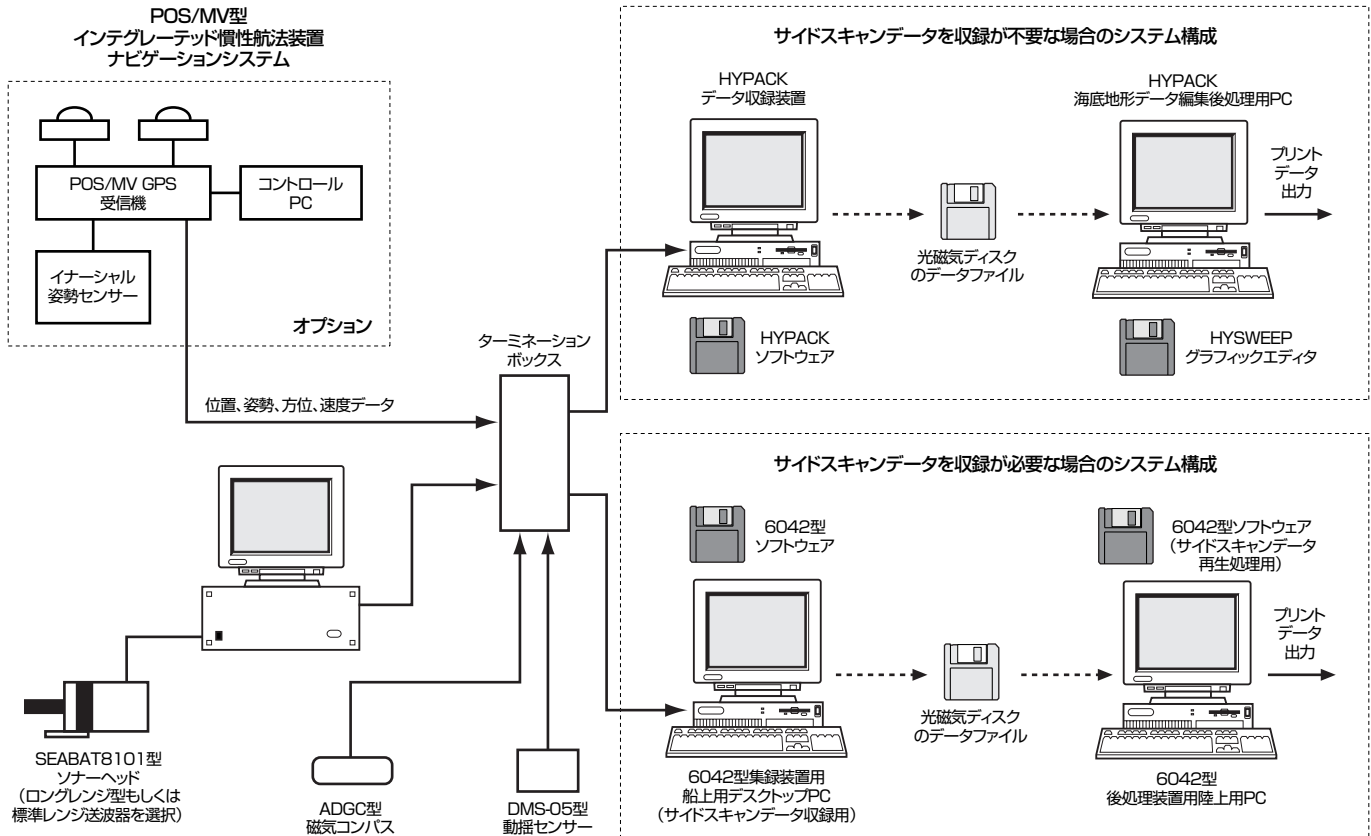 POS/MV型
インテグレーテッド慣性航法装置
ナビゲーションシステム
POS/MV GPS
受信機
コントロール
PC
イナーシャル
姿勢センサー
オプション
位置、姿勢、方位、速度データ
ターミネーション
ボックス
SEABAT8101型
ソナーヘッド
（ロングレンジ型もしくは
標準レンジ送波器を選択）
ADGC型
磁気コンパス
DMS-05型
動揺センサー
サイドスキャンデータを収録が不要な場合のシステム構成
HYPACK
データ収録装置
HYPACK
海底地形データ編集後処理用PC
プリント
データ
出力
光磁気ディスク
のデータファイル
HYPACK
ソフトウェア
HYSWEEP
グラフィックエディタ
サイドスキャンデータを収録が必要な場合のシステム構成
6042型
ソフトウェア
6042型ソフトウェア
（サイドスキャンデータ
再生処理用）
プリント
データ
出力
光磁気ディスク
のデータファイル
6042型集録装置用
船上用デスクトップPC
（サイドスキャンデータ収録用）
6042型
後処理装置用陸上用PC